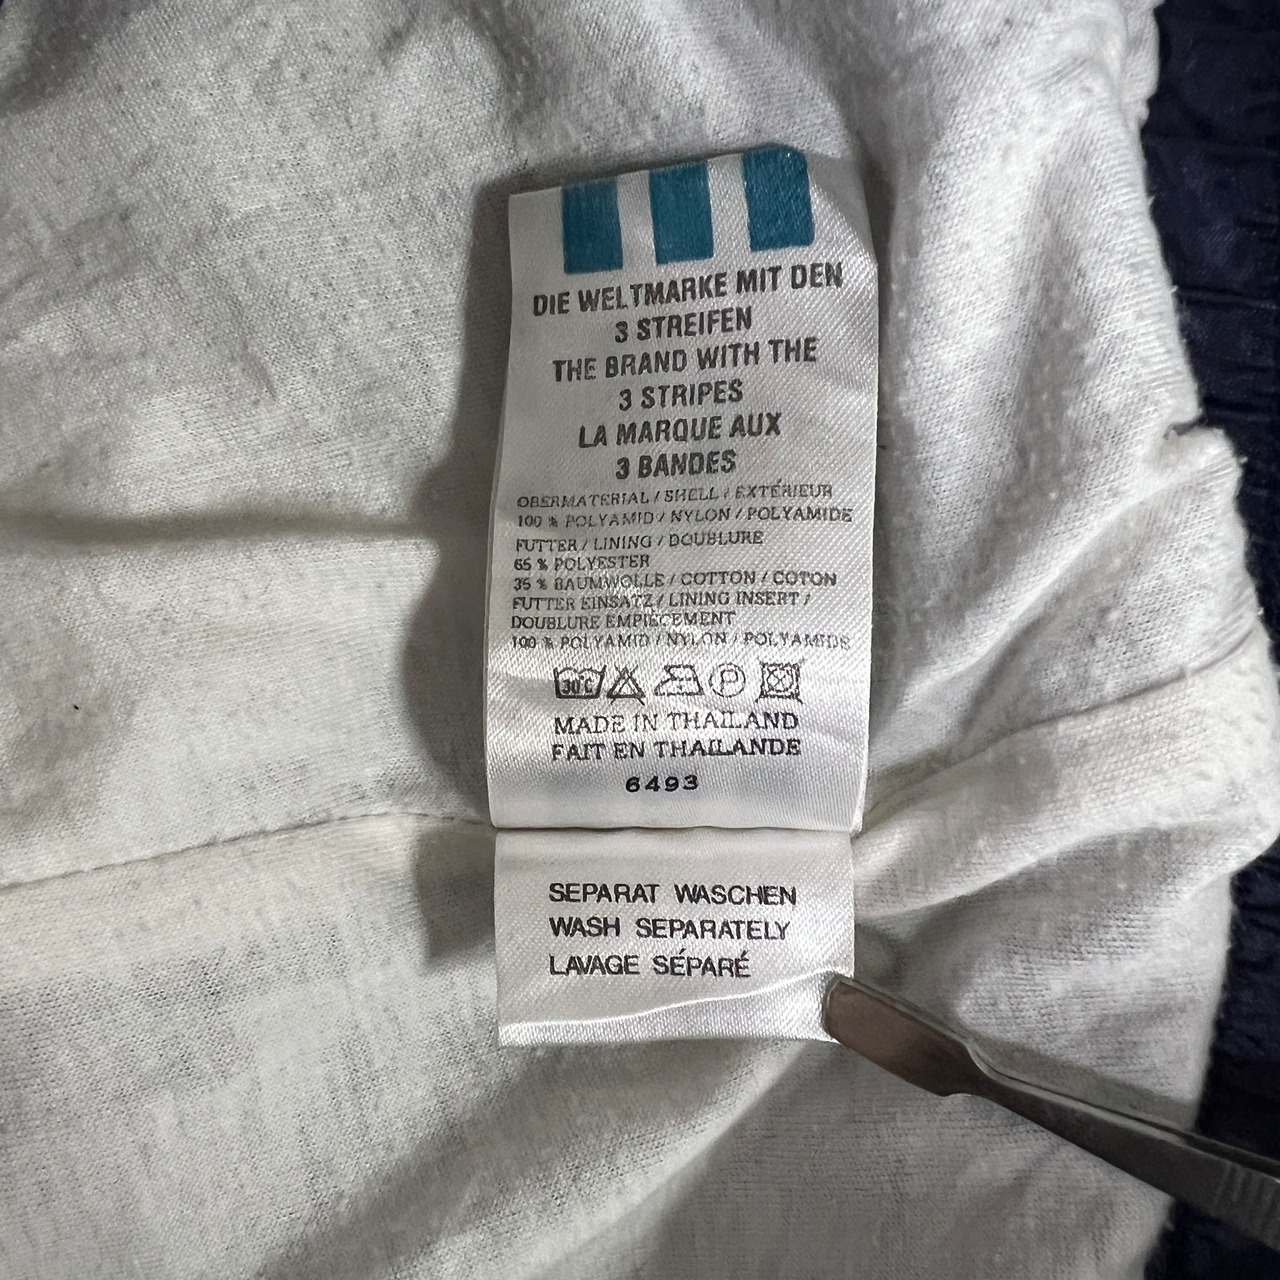 DIE WELTMARKE MIT DEN
3 STREIFEN
THE BRAND WITH THE
3 STRIPES
LA MARQUE AUX
3 BANDES
OBERMATERIAL / SHELL / EXTÉRIEUR
100 % POLYAMID / NYLON / POLYAMIDE
FUTTER / LINING / DOUBLURE
65 % POLYESTER
35 % BAUMWOLLE / COTTON / COTON
FUTTER EINSATZ / LINING INSERT /
DOUBLURE EMPIECEMENT
100 % POLYAMID / NYLON / POLYAMIDE
30°C P
MADE IN THAILAND
FAIT EN THAILANDE
6493
SEPARAT WASCHEN
WASH SEPARATELY
LAVAGE SÉPARÉ